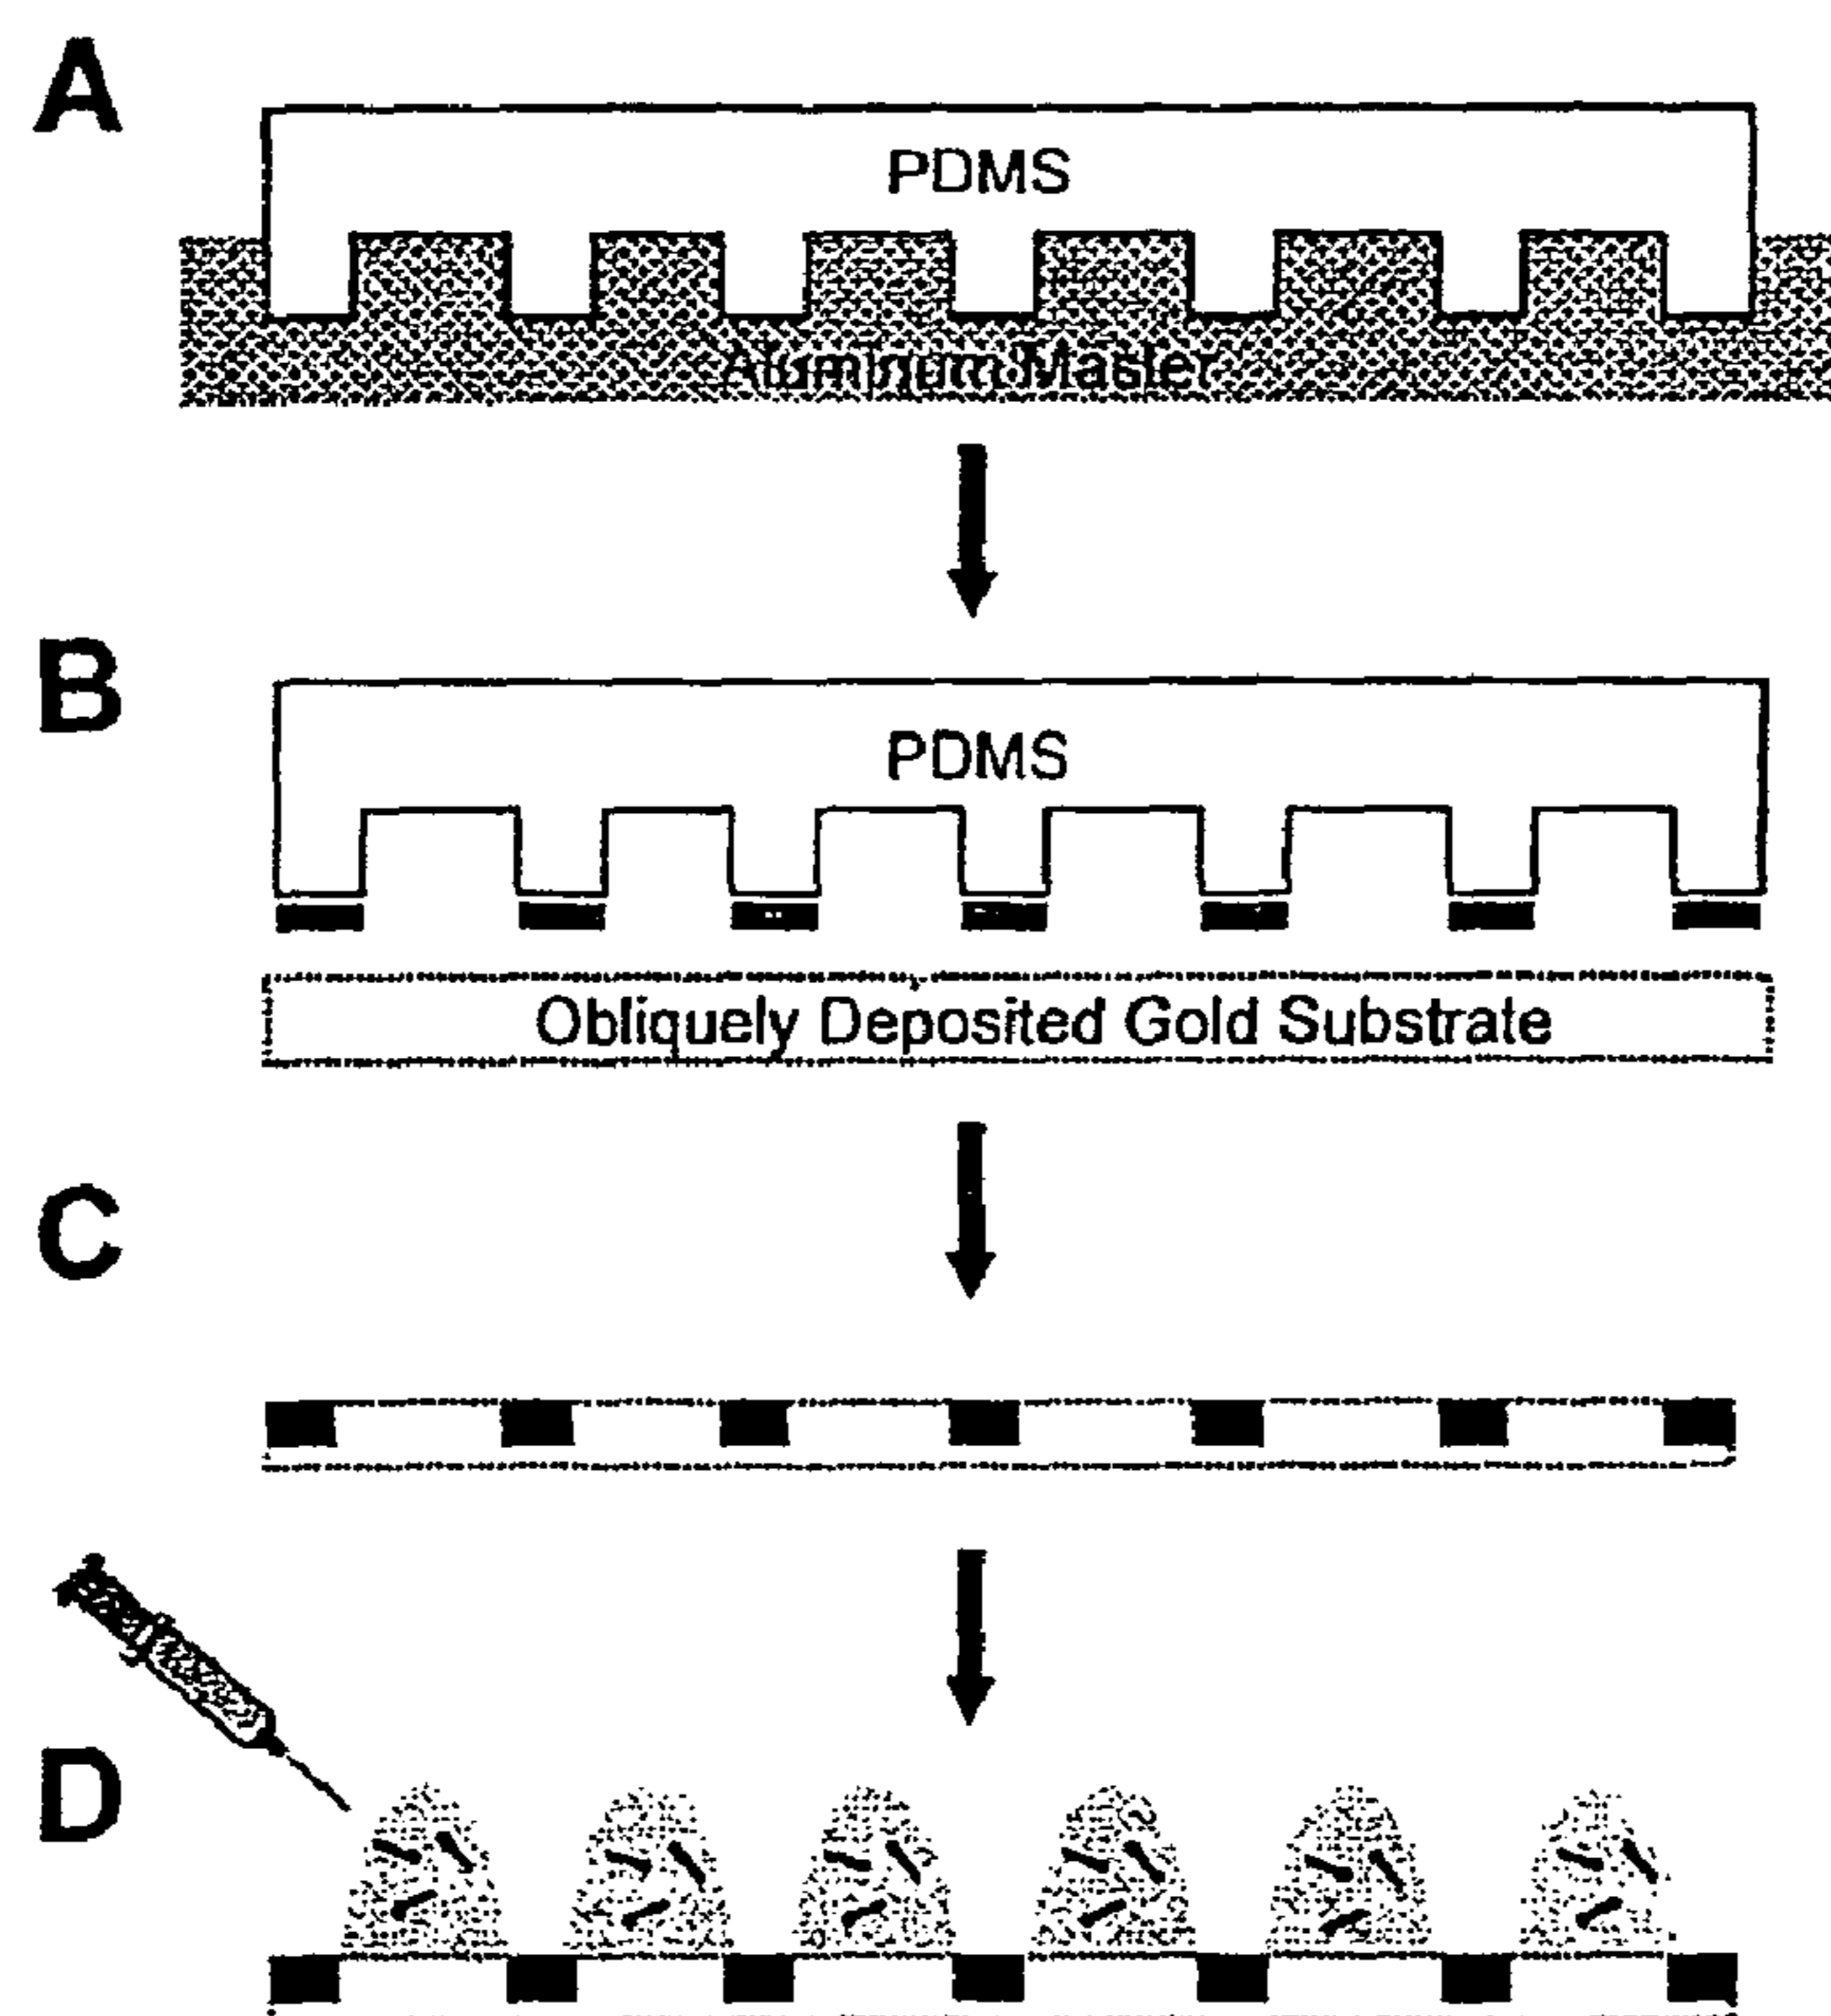 A
PDMS
Aluminum Master
B
PDMS
Obliquely Deposited Gold Substrate
C
D